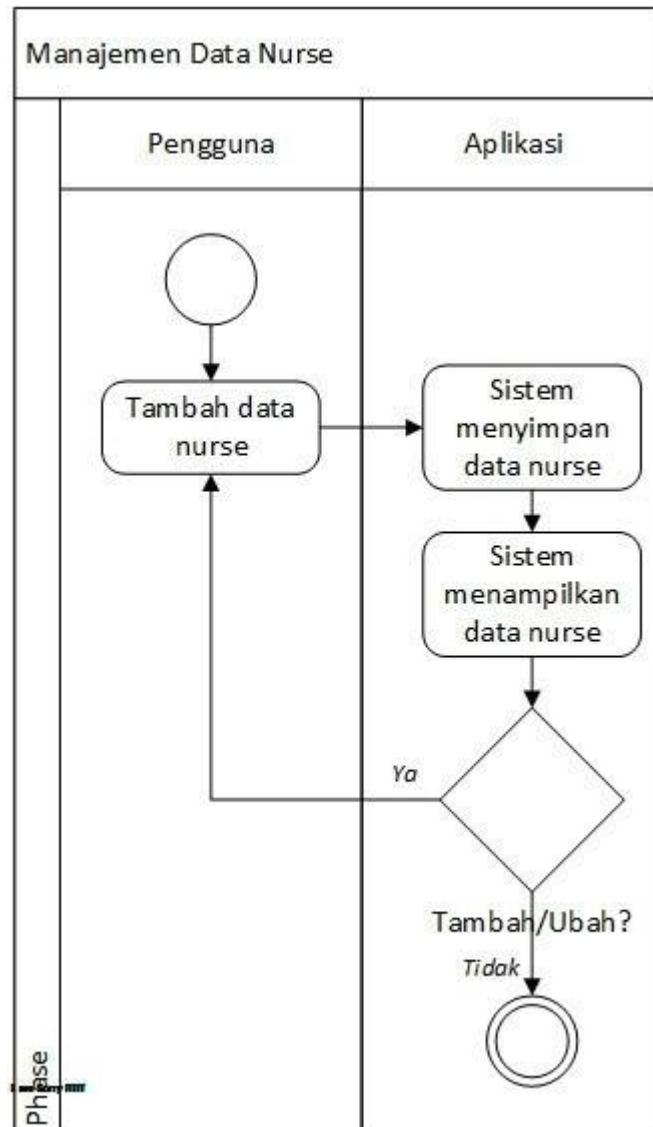 Manajemen Data Nurse
Pengguna
Aplikasi
Tambah data
nurse
Sistem
menyimpan
data nurse
Sistem
menampilkan
data nurse
Ya
Tambah/Ubah?
Tidak
Phase